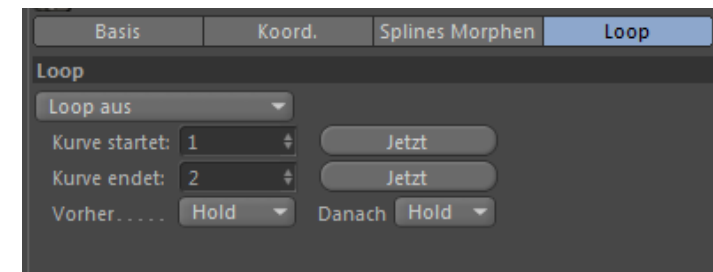 Basis Koord. Splines Morphen Loop
Loop
Loop aus
Kurve startet: 1 Jetzt
Kurve endet: 2 Jetzt
Vorher..... Hold Danach Hold